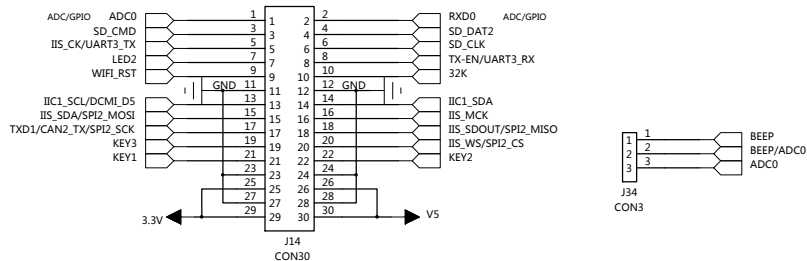 ADC/GPIO ADC0 1 1 2 2 RXD0 ADC/GPIO
SD_CMD 3 3 4 4 SD_DAT2
IIS_CK/UART3_TX 5 5 6 6 SD_CLK
LED2 7 7 8 8 TX-EN/UART3_RX
WIFI_RST 9 9 10 10 32K
GND 11 11 12 12 GND
IIC1_SCL/DCMI_D5 13 13 14 14 IIC1_SDA
IIS_SDA/SPI2_MOSI 15 15 16 16 IIS_MCK
TXD1/CAN2_TX/SPI2_SCK 17 17 18 18 IIS_SDOUT/SPI2_MISO
KEY3 19 19 20 20 IIS_WS/SPI2_CS
KEY1 21 21 22 22 KEY2
23 23 24 24
25 25 26 26
27 27 28 28
3.3V 29 29 30 30 V5
J14
CON30
1 1 BEEP
2 2 BEEP/ADC0
3 3 ADC0
J34
CON3